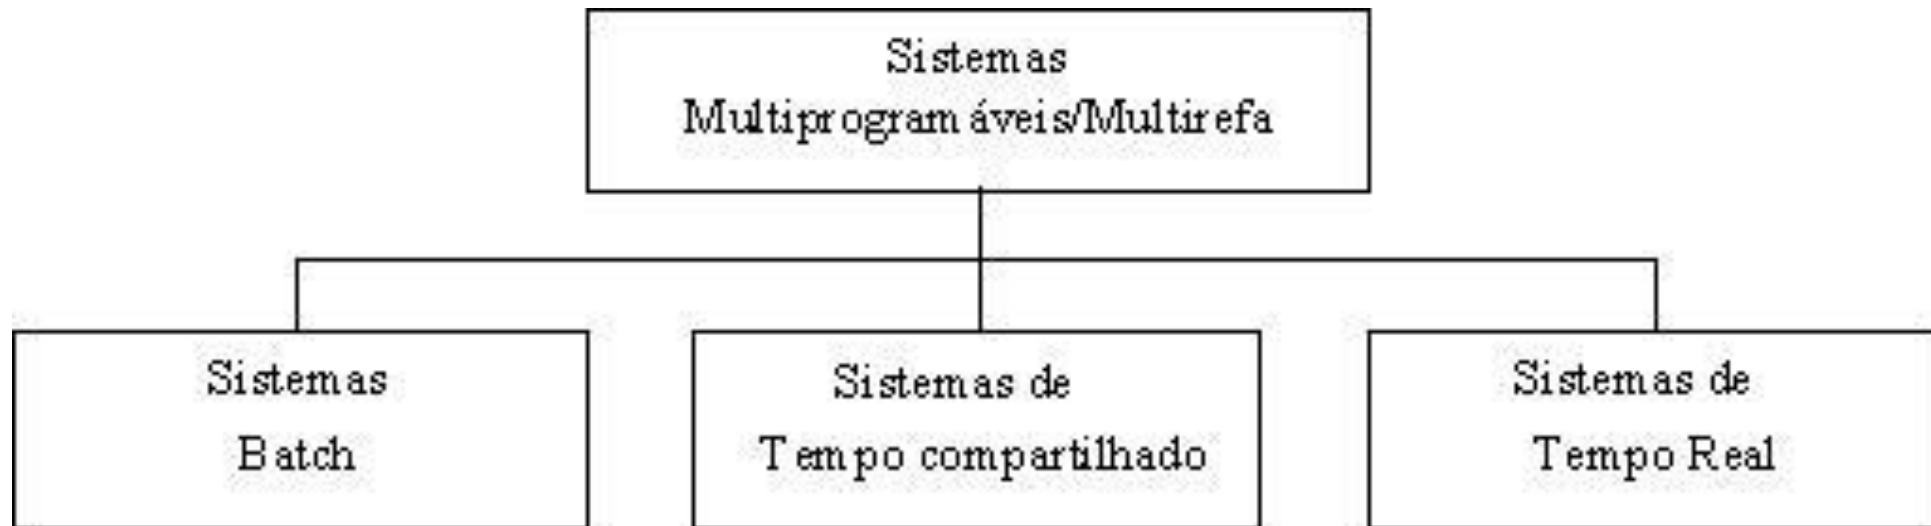 Sistemas
Multiprogramáveis/Multirefa
Sistemas
Batch
Sistemas de
Tempo compartilhado
Sistemas de
Tempo Real